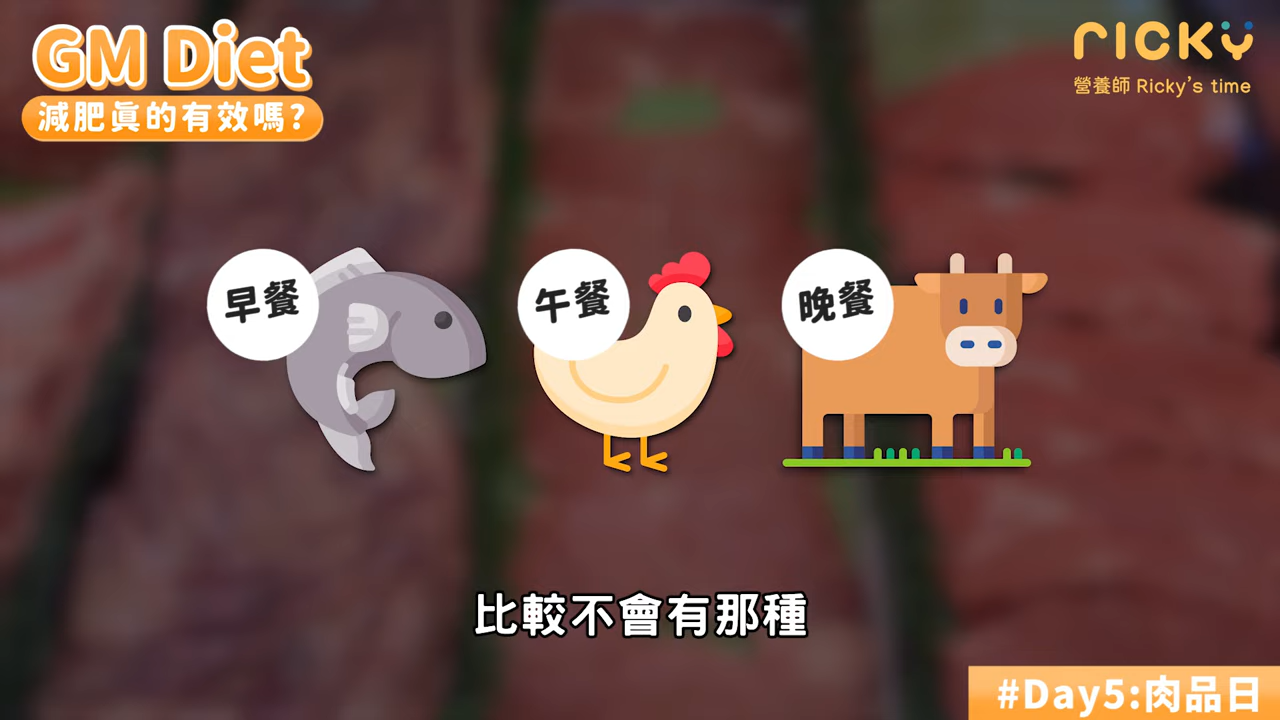 GM Diet
減肥真的有效嗎?
RICKY
營養師 Ricky's time
早餐
午餐
晚餐
比較不會有那種
#Day5:肉品日